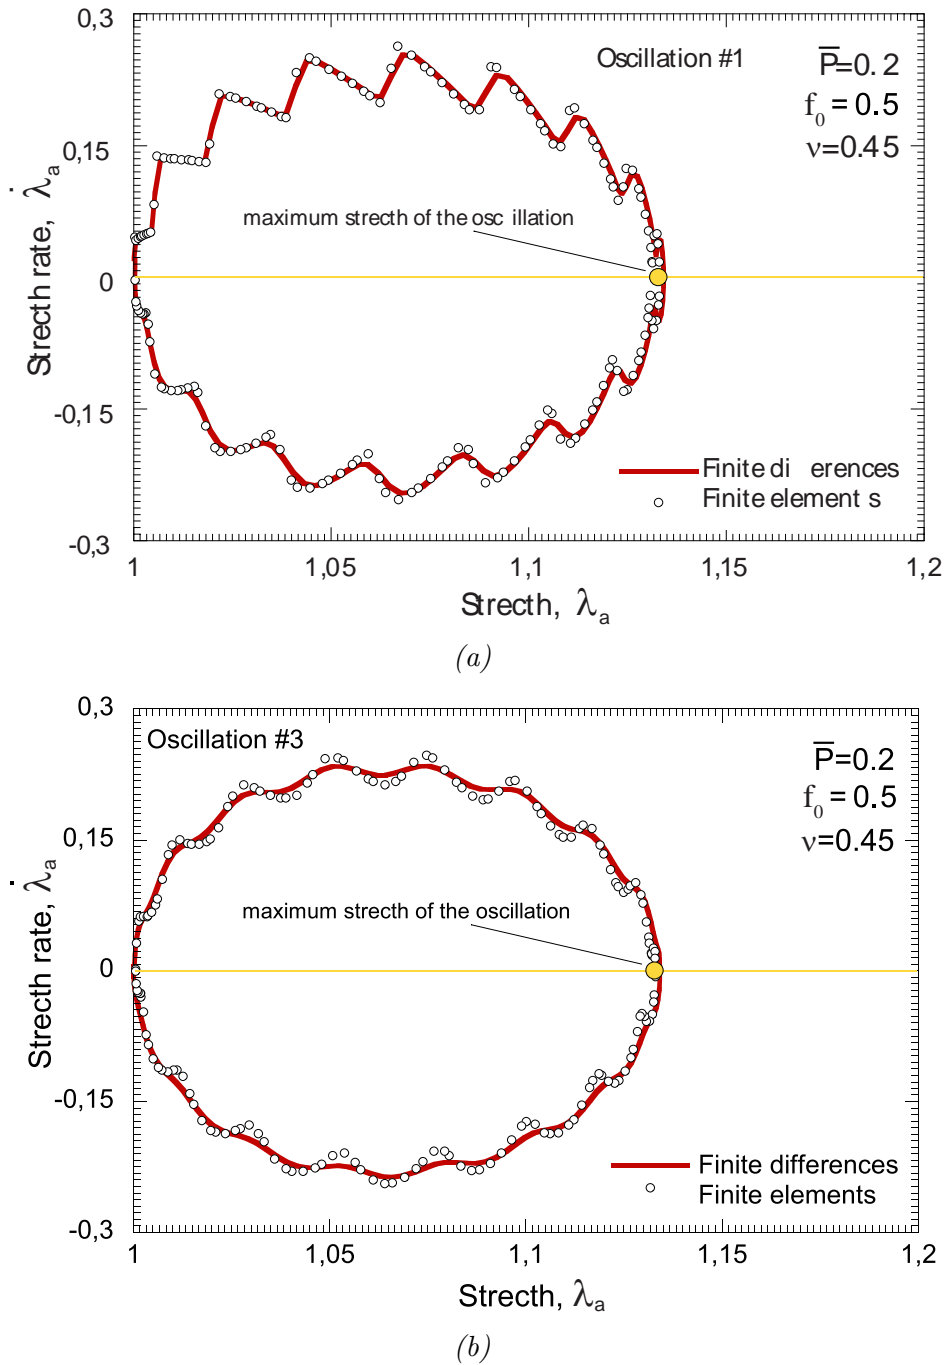 0,3
Oscillation #1
P̅=0.2
f₀ = 0.5
ν=0.45
0,15
Strecth rate, λ̇ₐ
maximum strecth of the osc illation
0
-0,15
Finite di erences
Finite element s
-0,3
1 1,05 1,1 1,15 1,2
Strecth, λₐ
(a)
0,3
Oscillation #3
P̅=0.2
f₀ = 0.5
ν=0.45
0,15
Strecth rate, λ̇ₐ
maximum strecth of the oscillation
0
-0,15
Finite differences
Finite elements
-0,3
1 1,05 1,1 1,15 1,2
Strecth, λₐ
(b)